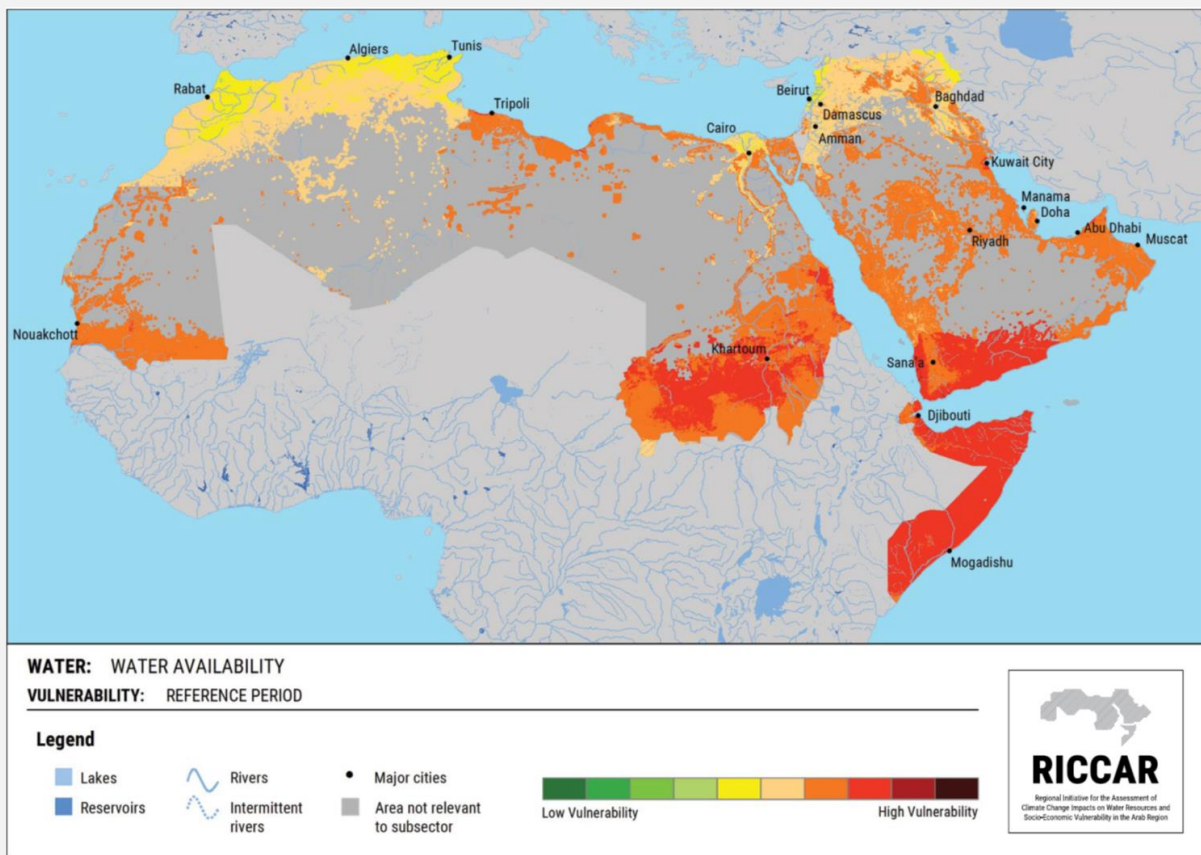 Algiers
Tunis
Rabat
Tripoli
Beirut
Baghdad
Damascus
Cairo
Amman
Kuwait City
Manama
Doha
Abu Dhabi
Riyadh
Muscat
Nouakchott
Khartoum
Sana'a
Djibouti
Mogadishu
WATER: WATER AVAILABILITY
VULNERABILITY: REFERENCE PERIOD
Legend
Lakes
Rivers
Major cities
Reservoirs
Intermittent
rivers
Area not relevant
to subsector
Low Vulnerability
High Vulnerability
RICCAR
Regional Initiative for the Assessment of
Climate Change Impacts on Water Resources and
Socio-Economic Vulnerability in the Arab Region